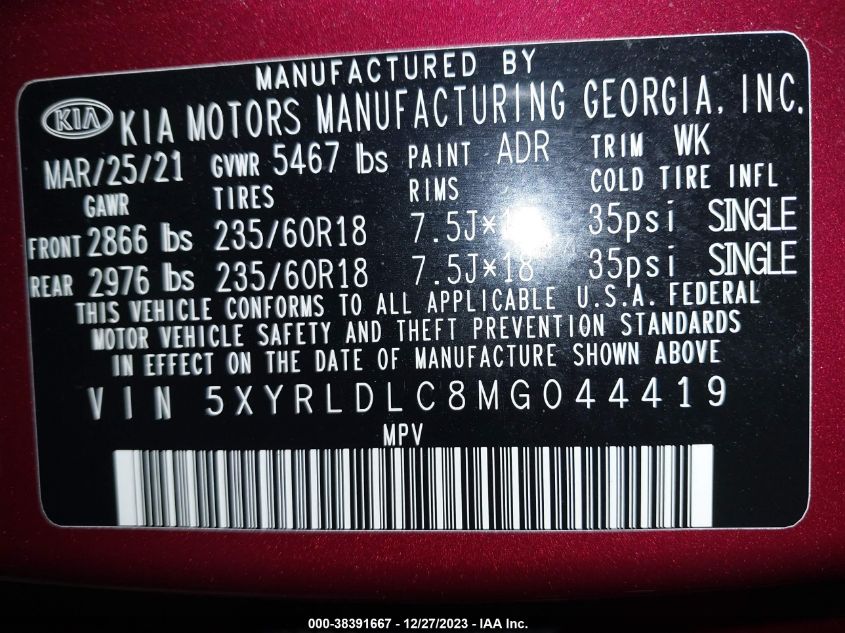 MANUFACTURED BY
KIA KIA MOTORS MANUFACTURING GEORGIA, INC.
MAR/25/21 GVWR 5467 lbs PAINT ADR TRIM WK
GAWR TIRES RIMS COLD TIRE INFL
FRONT 2866 lbs 235/60R18 7.5J× 35psi SINGLE
REAR 2976 lbs 235/60R18 7.5J×18 35psi SINGLE
THIS VEHICLE CONFORMS TO ALL APPLICABLE U.S.A. FEDERAL
MOTOR VEHICLE SAFETY AND THEFT PREVENTION STANDARDS
IN EFFECT ON THE DATE OF MANUFACTURE SHOWN ABOVE
VIN 5XYRLDLC8MG044419
MPV
000-38391667 - 12/27/2023 - IAA Inc.